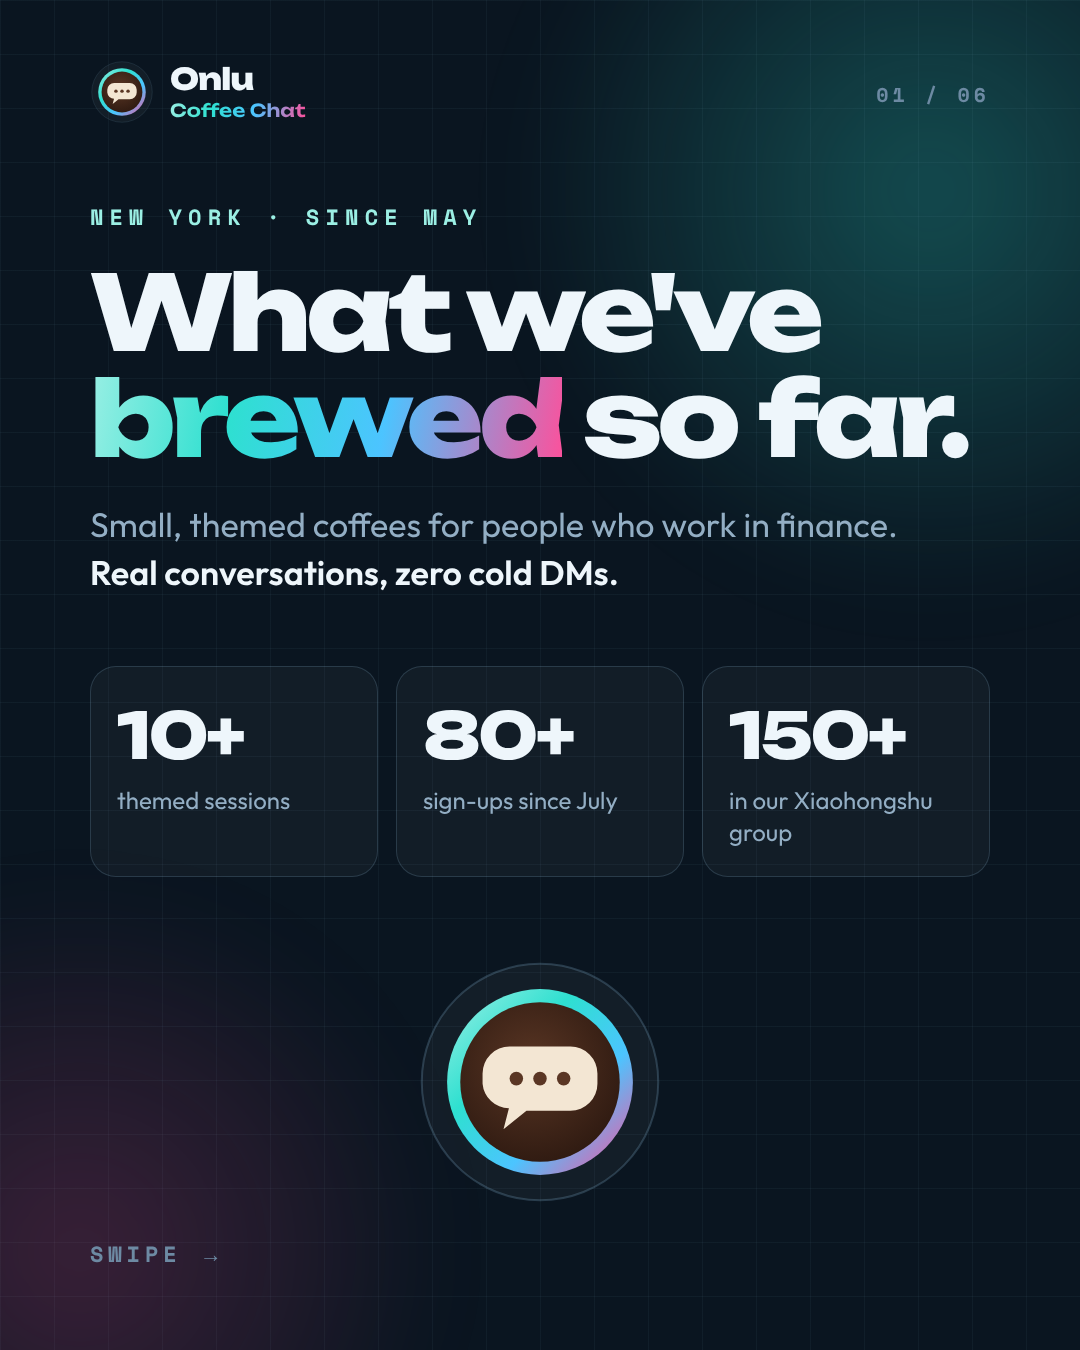 Onlu
Coffee Chat
01 / 06
NEW YORK · SINCE MAY
What we've
brewed so far.
Small, themed coffees for people who work in finance.
Real conversations, zero cold DMs.
10+
themed sessions
80+
sign-ups since July
150+
in our Xiaohongshu
group
SWIPE →